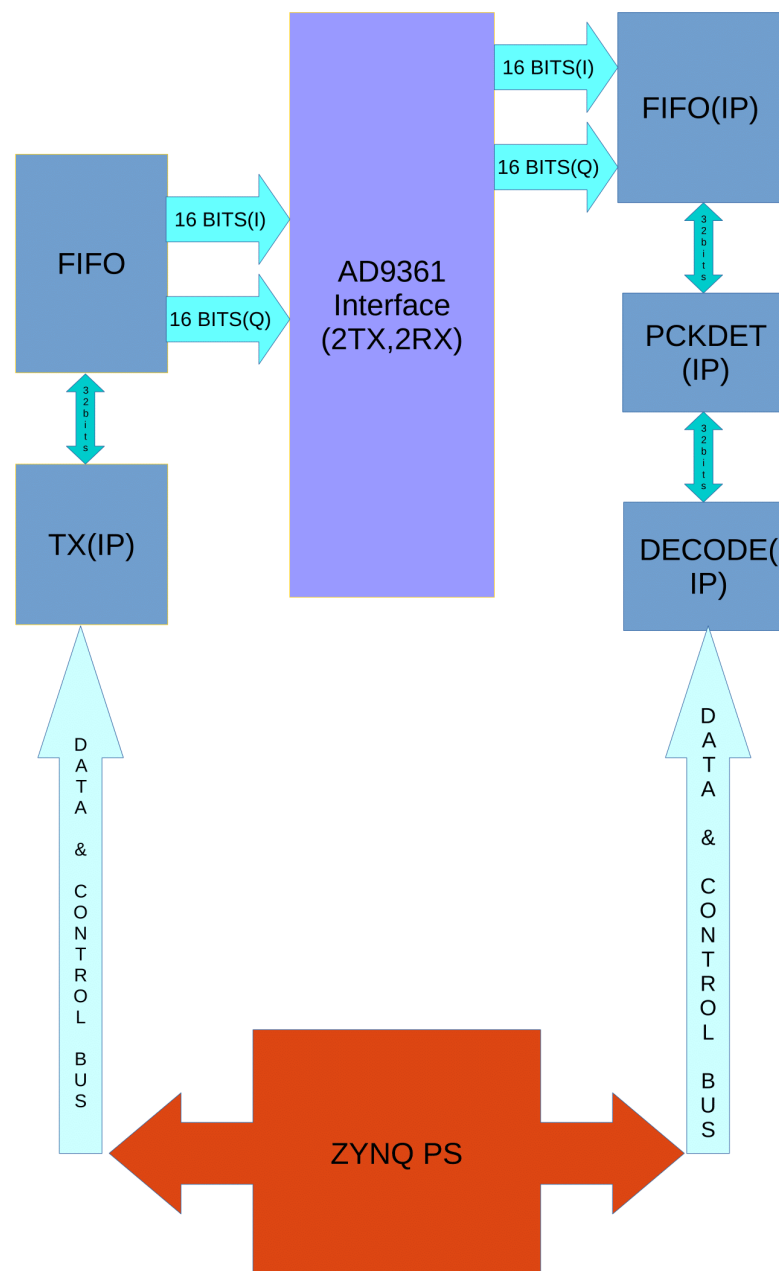 16 BITS(I)
FIFO(IP)
16 BITS(Q)
16 BITS(I)
FIFO
16 BITS(Q)
AD9361
Interface
(2TX,2RX)
32bits
PCKDET
(IP)
32bits
32bits
TX(IP)
DECODE(
IP)
DATA & CONTROL BUS
DATA & CONTROL BUS
ZYNQ PS